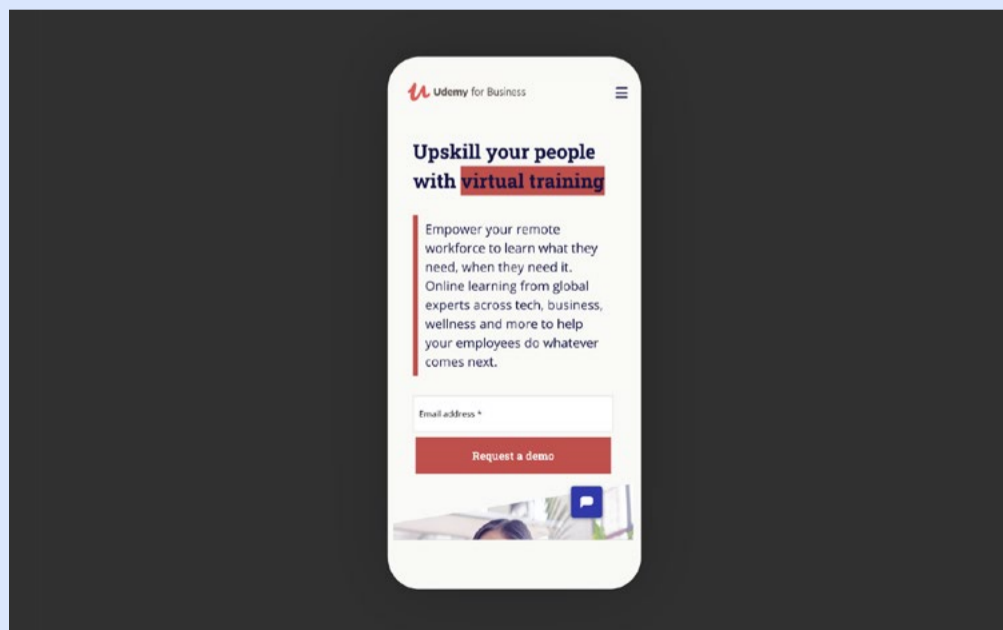 Udemy for Business
Upskill your people
with virtual training
Empower your remote
workforce to learn what they
need, when they need it.
Online learning from global
experts across tech, business,
wellness and more to help
your employees do whatever
comes next.
Email address *
Request a demo